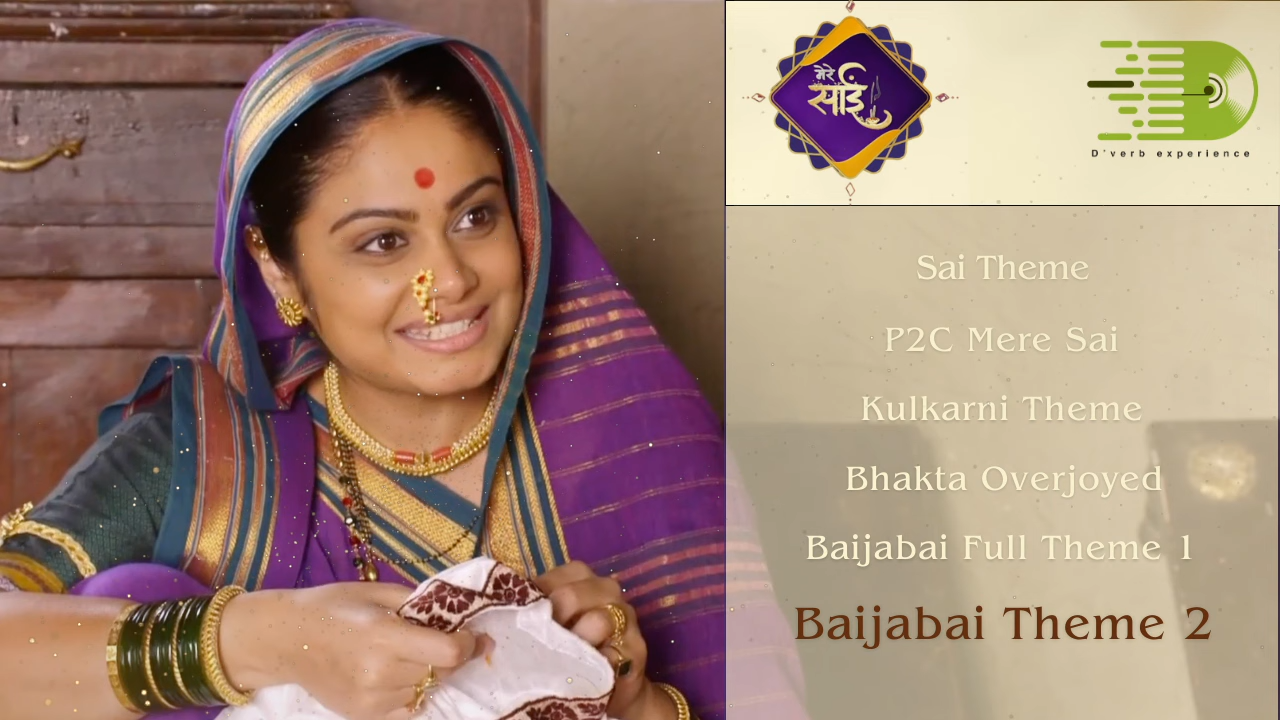 मेरे
साईं
D'verb experience
Sai Theme
P2C Mere Sai
Kulkarni Theme
Bhakta Overjoyed
Baijabai Full Theme 1
Baijabai Theme 2